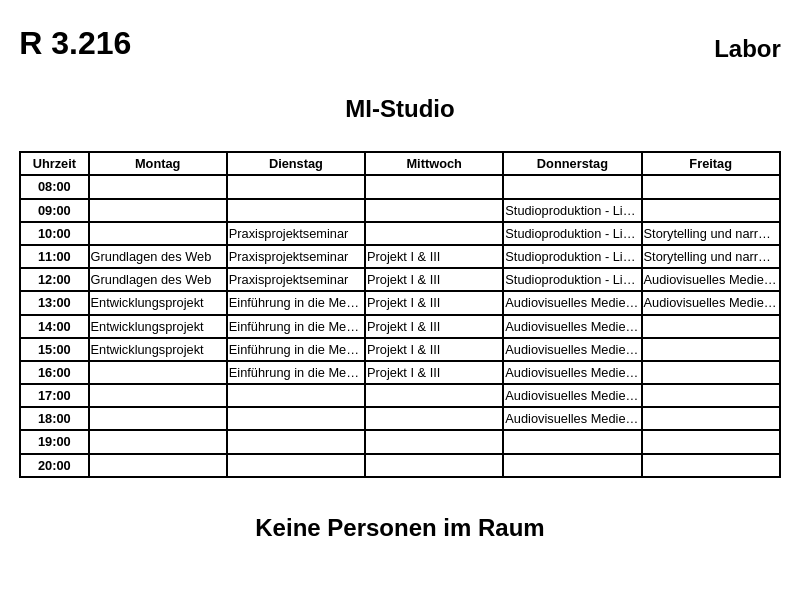 R 3.216
Labor
MI-Studio
Uhrzeit Montag Dienstag Mittwoch Donnerstag Freitag
08:00
09:00 Studioproduktion - Li…
10:00 Praxisprojektseminar Studioproduktion - Li… Storytelling und narr…
11:00 Grundlagen des Web Praxisprojektseminar Projekt I & III Studioproduktion - Li… Storytelling und narr…
12:00 Grundlagen des Web Praxisprojektseminar Projekt I & III Studioproduktion - Li… Audiovisuelles Medie…
13:00 Entwicklungsprojekt Einführung in die Me… Projekt I & III Audiovisuelles Medie… Audiovisuelles Medie…
14:00 Entwicklungsprojekt Einführung in die Me… Projekt I & III Audiovisuelles Medie…
15:00 Entwicklungsprojekt Einführung in die Me… Projekt I & III Audiovisuelles Medie…
16:00 Einführung in die Me… Projekt I & III Audiovisuelles Medie…
17:00 Audiovisuelles Medie…
18:00 Audiovisuelles Medie…
19:00
20:00
Keine Personen im Raum